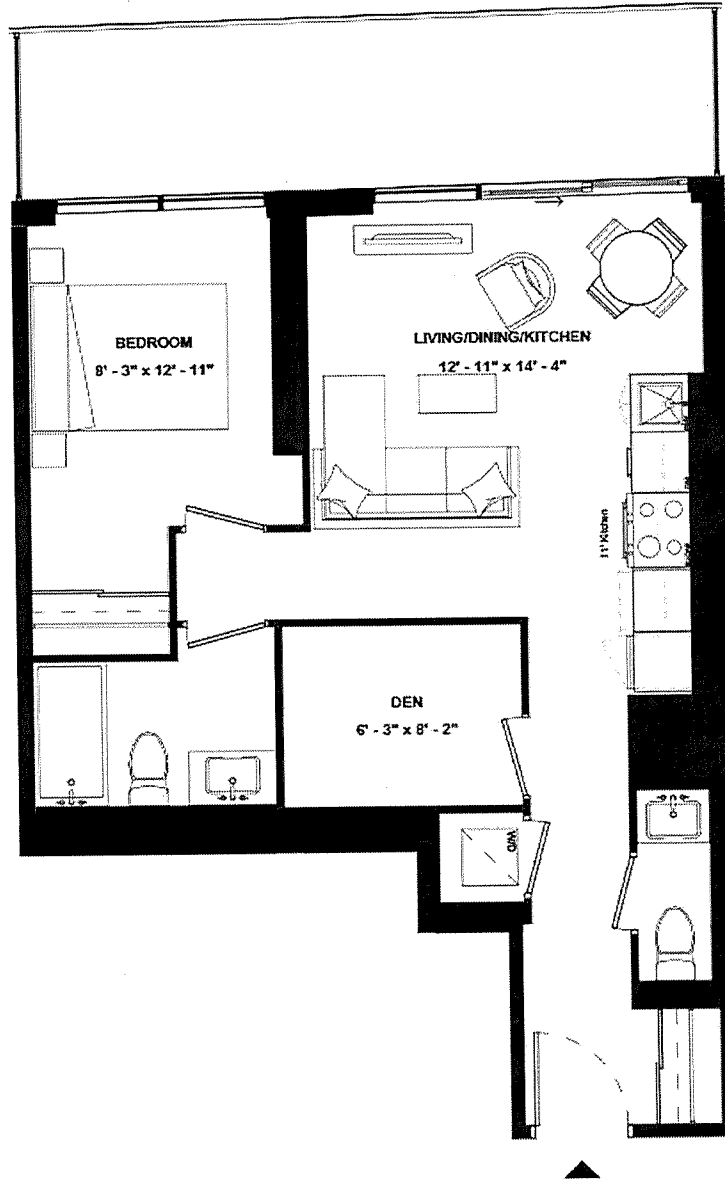 BEDROOM
8' - 3" x 12' - 11"
LIVING/DINING/KITCHEN
12' - 11" x 14' - 4"
11' Kitchen
DEN
6' - 3" x 8' - 2"
W/D